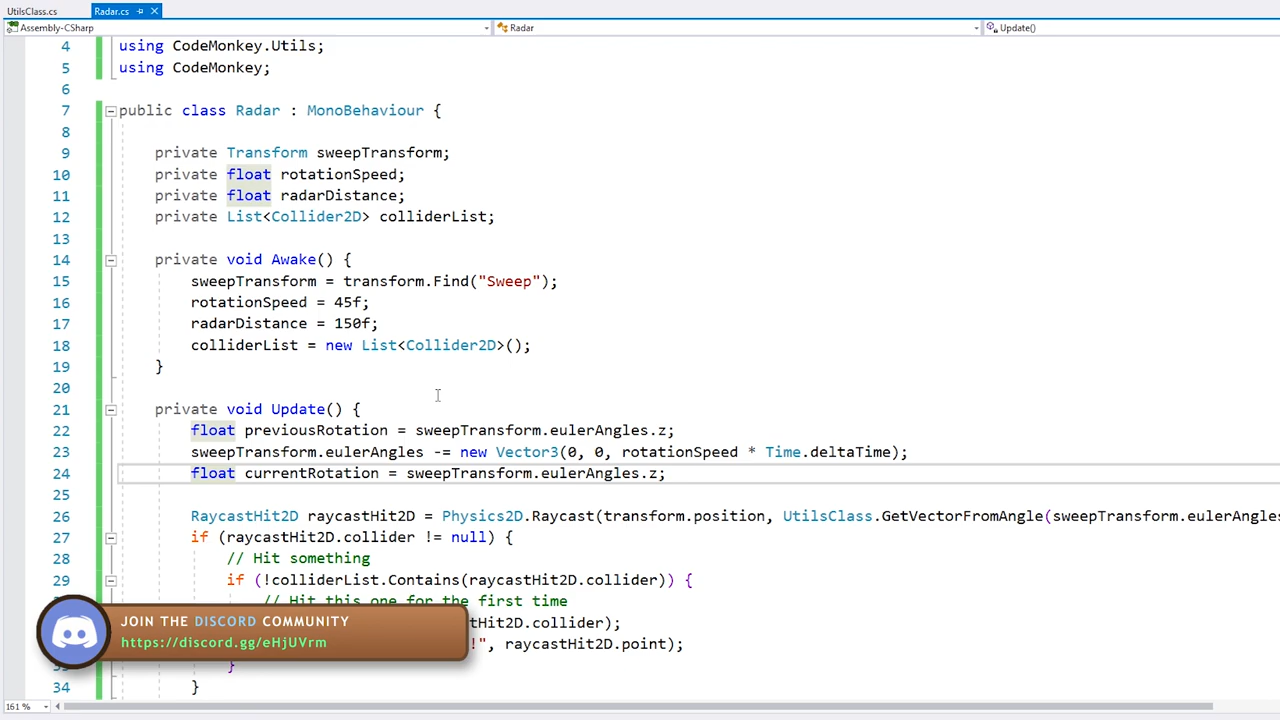 UtilsClass.cs Radar.cs
Assembly-CSharp Radar Update()
4 using CodeMonkey.Utils;
5 using CodeMonkey;
6
7 public class Radar : MonoBehaviour {
8
9 private Transform sweepTransform;
10 private float rotationSpeed;
11 private float radarDistance;
12 private List<Collider2D> colliderList;
13
14 private void Awake() {
15 sweepTransform = transform.Find("Sweep");
16 rotationSpeed = 45f;
17 radarDistance = 150f;
18 colliderList = new List<Collider2D>();
19 }
20
21 private void Update() {
22 float previousRotation = sweepTransform.eulerAngles.z;
23 sweepTransform.eulerAngles -= new Vector3(0, 0, rotationSpeed * Time.deltaTime);
24 float currentRotation = sweepTransform.eulerAngles.z;
25
26 RaycastHit2D raycastHit2D = Physics2D.Raycast(transform.position, UtilsClass.GetVectorFromAngle(sweepTransform.eulerAngles
27 if (raycastHit2D.collider != null) {
28 // Hit something
29 if (!colliderList.Contains(raycastHit2D.collider)) {
// Hit this one for the first time
JOIN THE DISCORD COMMUNITY
https://discord.gg/eHjUVrm
tHit2D.collider);
!", raycastHit2D.point);
}
34 }
161 %